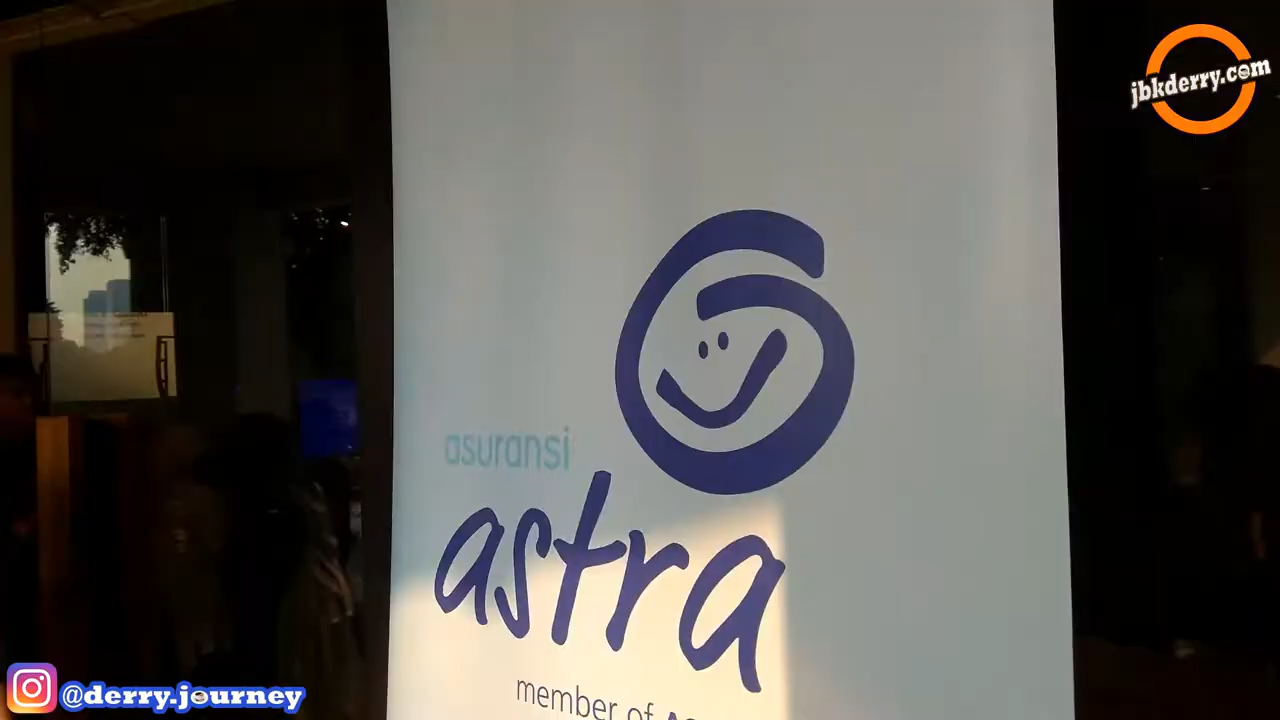 jbkderry.com
asuransi
astra
member of
@derry.journey